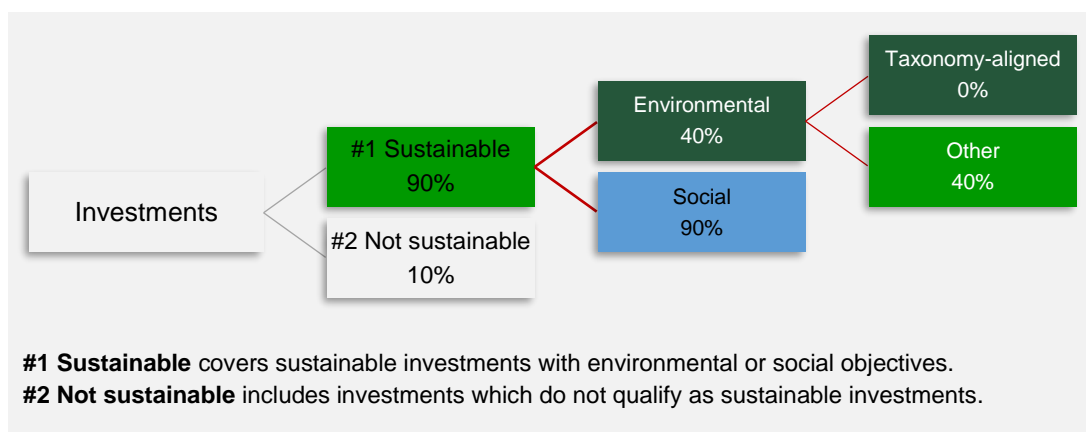 Investments
#1 Sustainable
90%
#2 Not sustainable
10%
Environmental
40%
Social
90%
Taxonomy-aligned
0%
Other
40%
#1 Sustainable covers sustainable investments with environmental or social objectives.
#2 Not sustainable includes investments which do not qualify as sustainable investments.